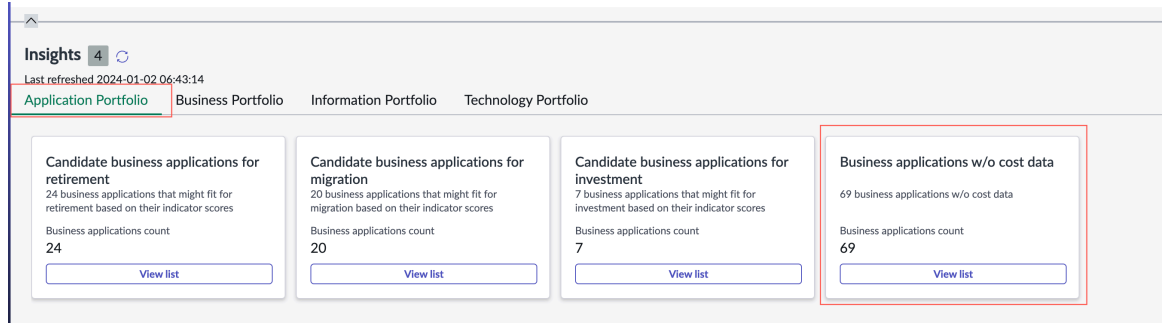 Insights 4
Last refreshed 2024-01-02 06:43:14
Application Portfolio Business Portfolio Information Portfolio Technology Portfolio
Candidate business applications for
retirement
24 business applications that might fit for
retirement based on their indicator scores
Business applications count
24
View list
Candidate business applications for
migration
20 business applications that might fit for
migration based on their indicator scores
Business applications count
20
View list
Candidate business applications for
investment
7 business applications that might fit for
investment based on their indicator scores
Business applications count
7
View list
Business applications w/o cost data
69 business applications w/o cost data
Business applications count
69
View list